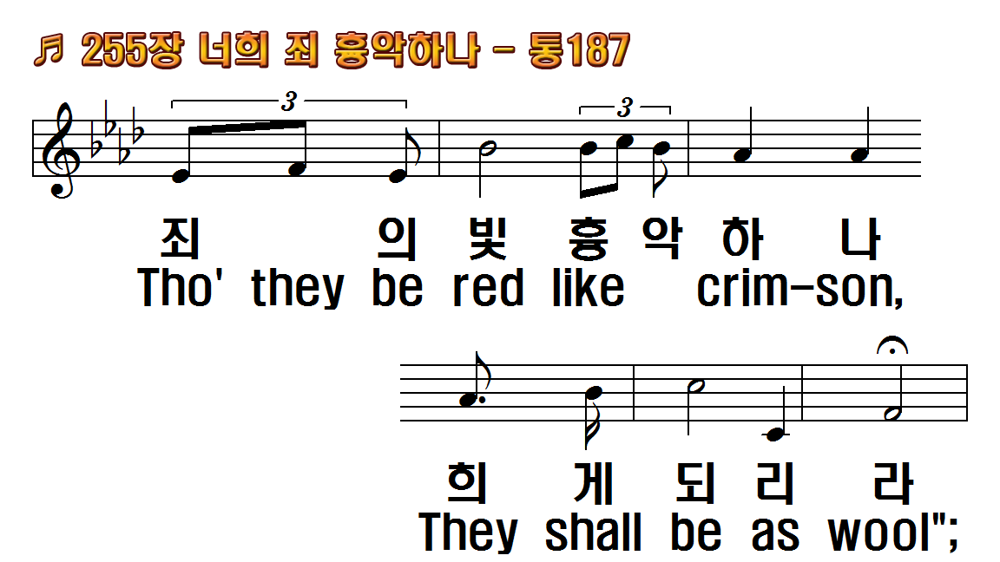 ♬ 255장 너희 죄 흉악하나 - 통187
3 3
죄 의 빛 흉 악 하 나
Tho' they be red like crim-son,
희 게 되 리 라
They shall be as wool";